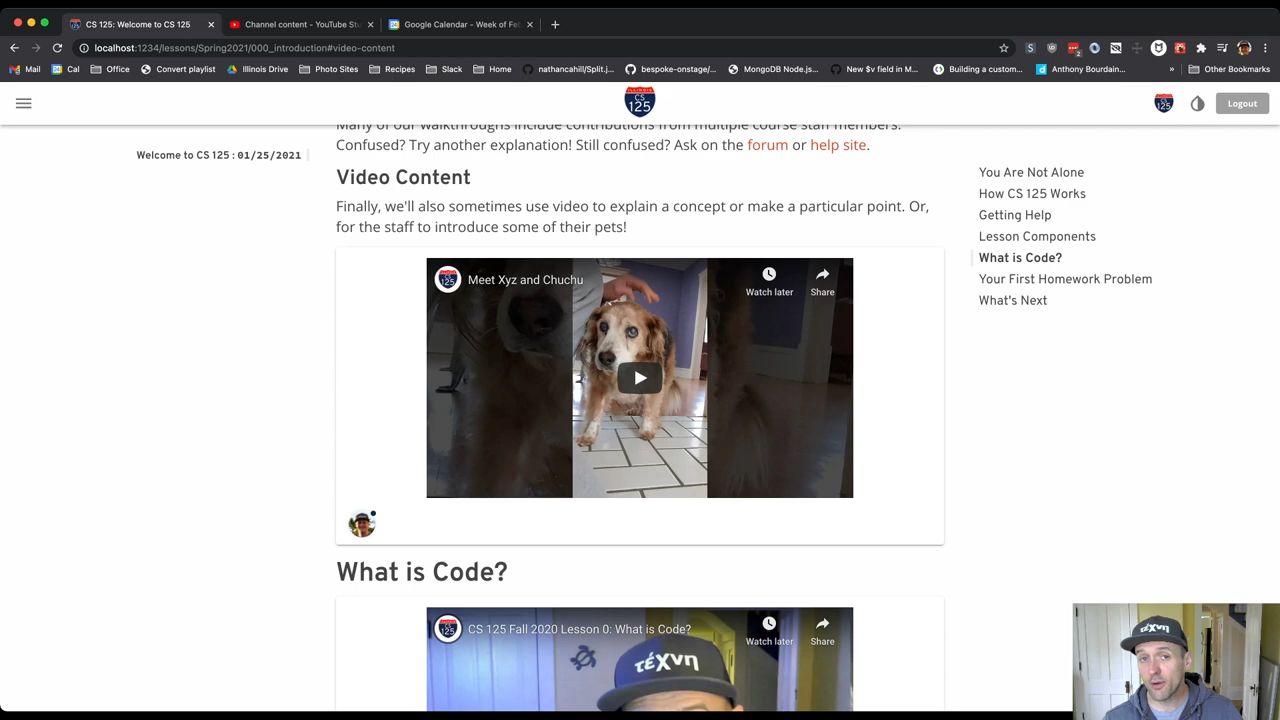 CS 125: Welcome to CS 125
Channel content - YouTube Stu
Google Calendar - Week of Feb
localhost:1234/lessons/Spring2021/000_introduction#video-content
Mail
Cal
Office
Convert playlist
Illinois Drive
Photo Sites
Recipes
Slack
Home
nathancahill/Split.j...
bespoke-onstage/...
MongoDB Node.js...
New $v field in M...
Building a custom...
Anthony Bourdain...
»
Other Bookmarks
ILLINOIS
CS
125
Logout
Many of our walkthroughs include contributions from multiple course staff members.
Confused? Try another explanation! Still confused? Ask on the forum or help site.
Welcome to CS 125 : 01/25/2021
Video Content
Finally, we'll also sometimes use video to explain a concept or make a particular point. Or,
for the staff to introduce some of their pets!
Meet Xyz and Chuchu
Watch later
Share
You Are Not Alone
How CS 125 Works
Getting Help
Lesson Components
What is Code?
Your First Homework Problem
What's Next
What is Code?
CS 125 Fall 2020 Lesson 0: What is Code?
Watch later
Share
τέχνη
τέχνη